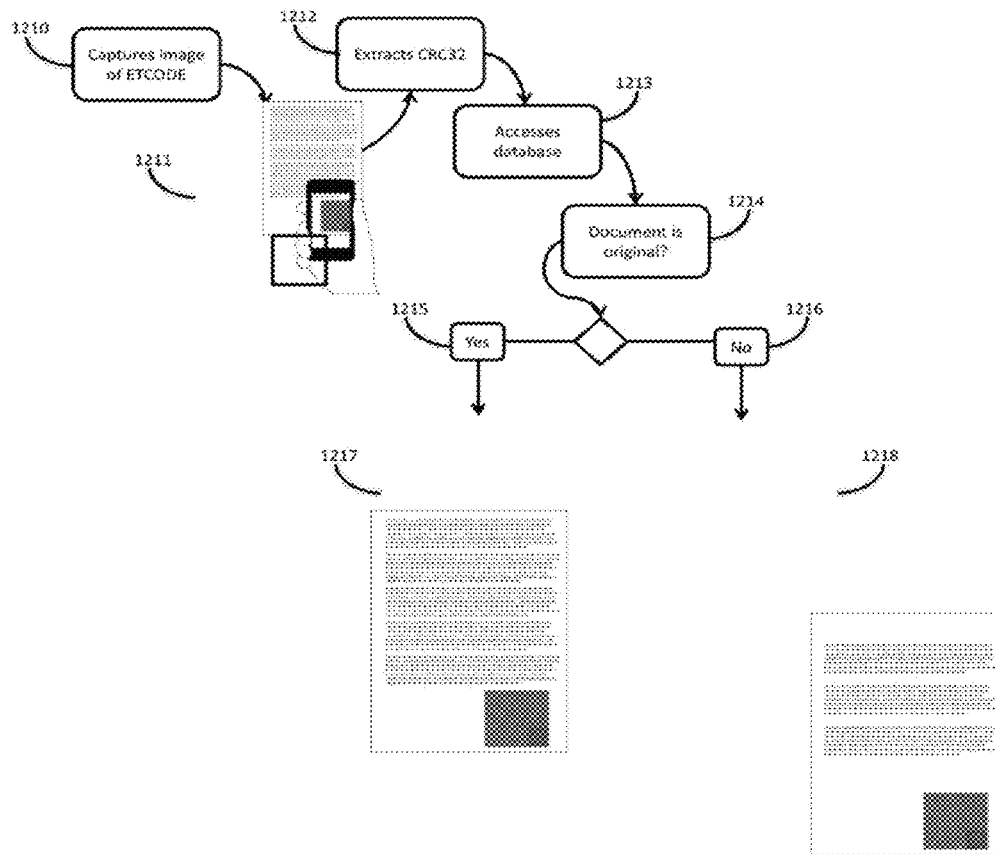 1210
Captures image
of ETCODE
1212
Extracts CRC32
1213
Accesses
database
1211
1214
Document is
original?
1215
Yes
1216
No
1217
1218